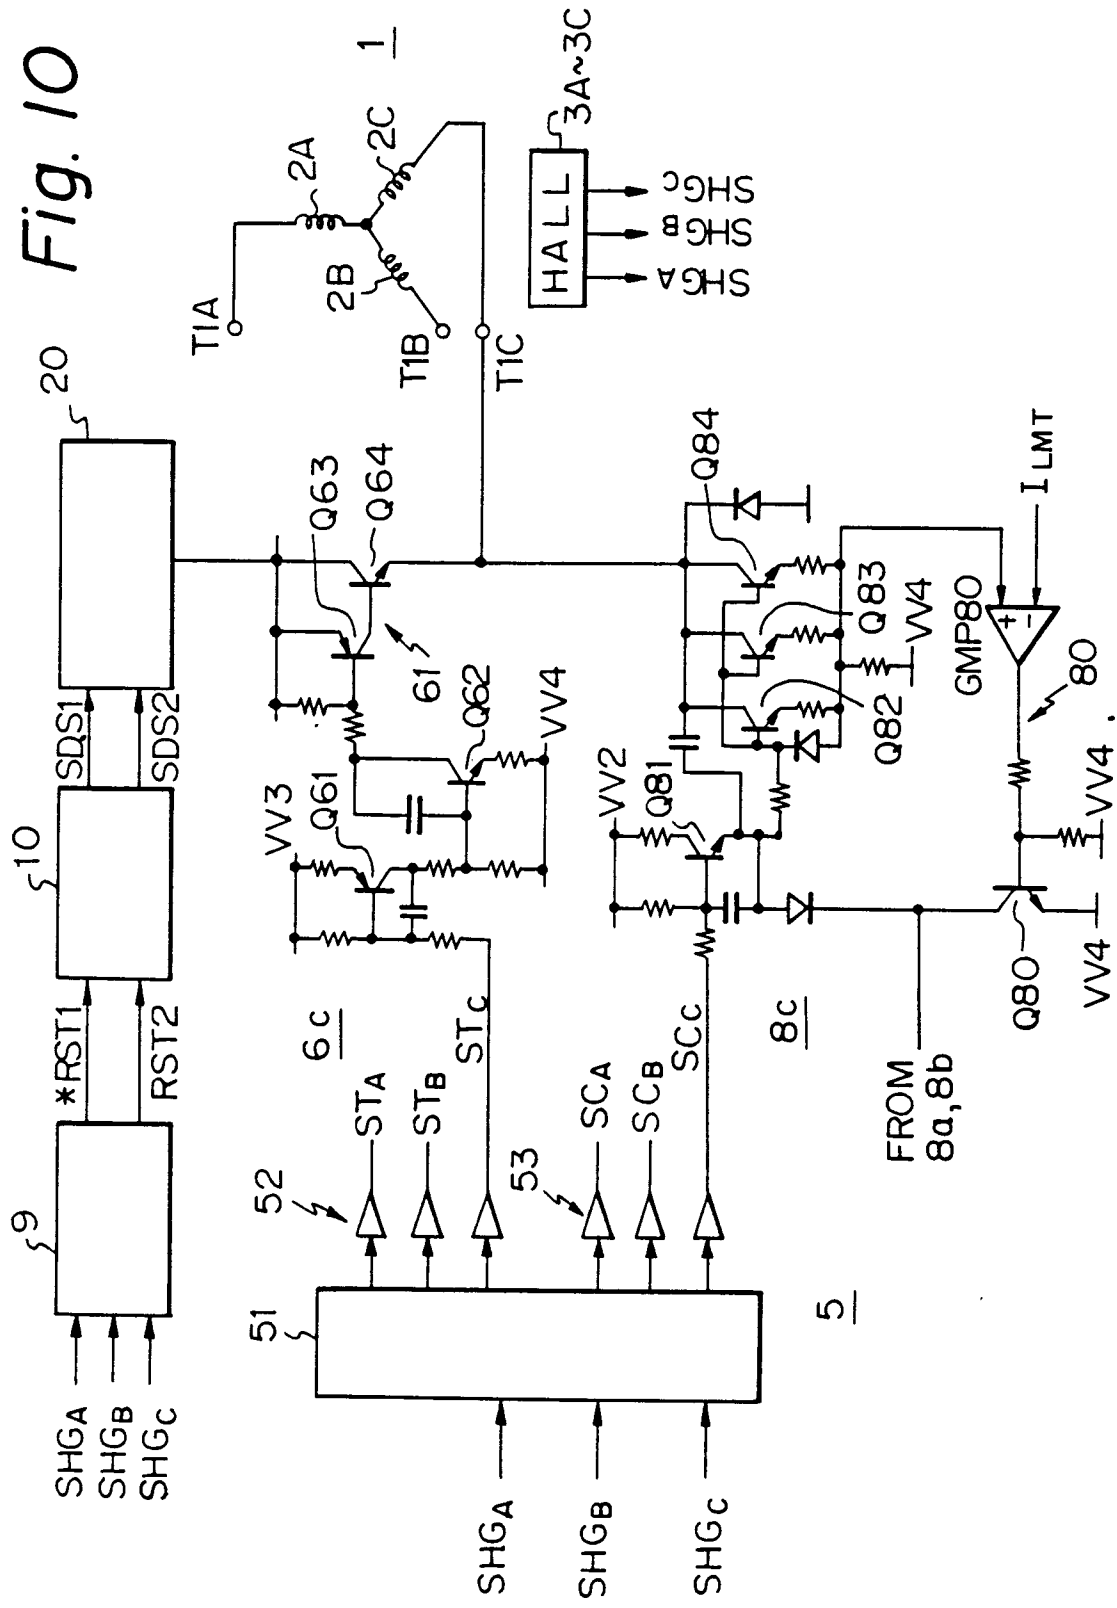 Fig. 10
SHGA
SHGB
SHGC
9
*RST1
RST2
10
SDS1
SDS2
20
T1A
2A
2B
2C
1
T1B
T1C
HALL
3A~3C
SHGA
SHGB
SHGC
VV3
Q61
Q62
VV4
61
Q63
Q64
6c
52
STA
STB
STC
53
SCA
SCB
SCC
51
5
SHGA
SHGB
SHGC
VV2
Q81
8c
Q82
Q83
Q84
VV4
GMP80
+
-
ILMT
80
VV4
Q80
VV4
FROM
8a, 8b